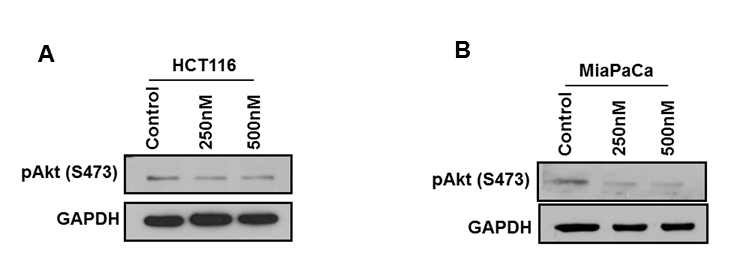 A
HCT116
Control
250nM
500nM
pAkt (S473)
GAPDH
B
MiaPaCa
Control
250nM
500nM
pAkt (S473)
GAPDH